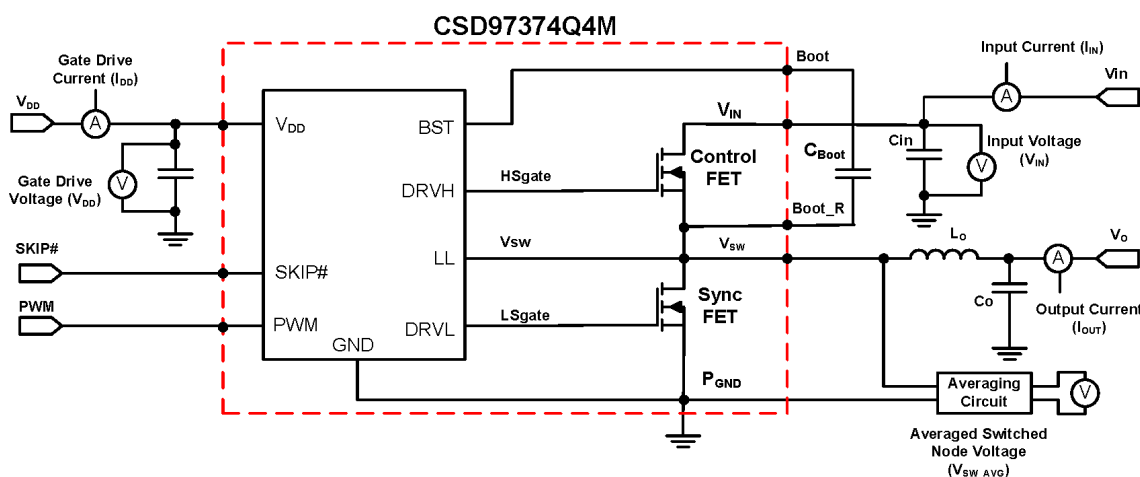 CSD97374Q4M
Gate Drive
Current (IDD)
Input Current (IIN)
Boot
VDD
A
A
Vin
VDD
BST
VIN
Cin
V
Input Voltage
(VIN)
Gate Drive
Voltage (VDD)
V
Control
FET
CBoot
DRVH
HSgate
Boot_R
SKIP#
Vsw
VSW
LO
VO
LL
SKIP#
A
PWM
Sync
FET
Co
Output Current
(IOUT)
PWM
DRVL
LSgate
GND
PGND
Averaging
Circuit
V
Averaged Switched
Node Voltage
(VSW AVG)